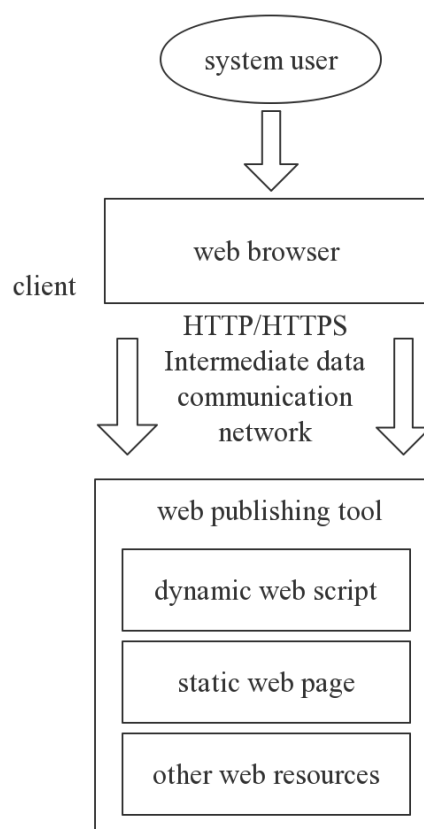 system user
web browser
client
HTTP/HTTPS
Intermediate data
communication
network
web publishing tool
dynamic web script
static web page
other web resources